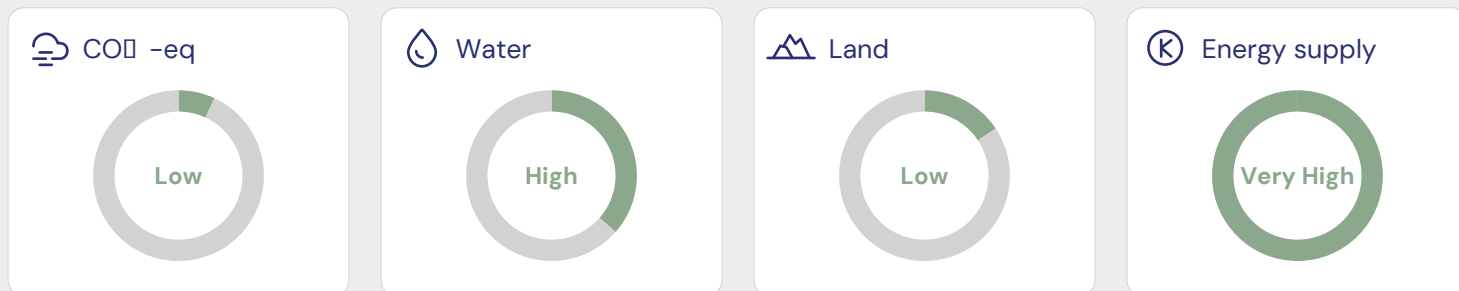 CO▯ -eq
Low
Water
High
Land
Low
Energy supply
Very High